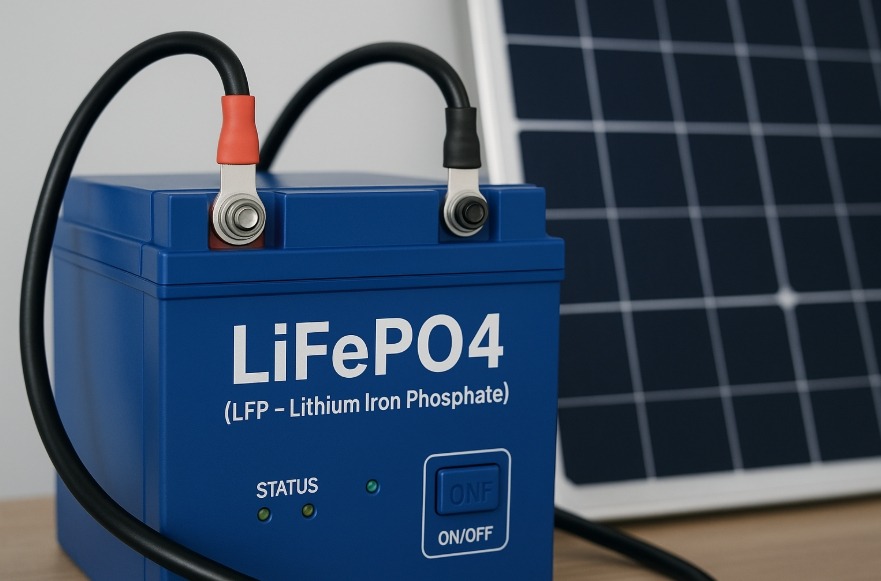 LiFePO4
(LFP – Lithium Iron Phosphate)
STATUS
ONF
ON/OFF